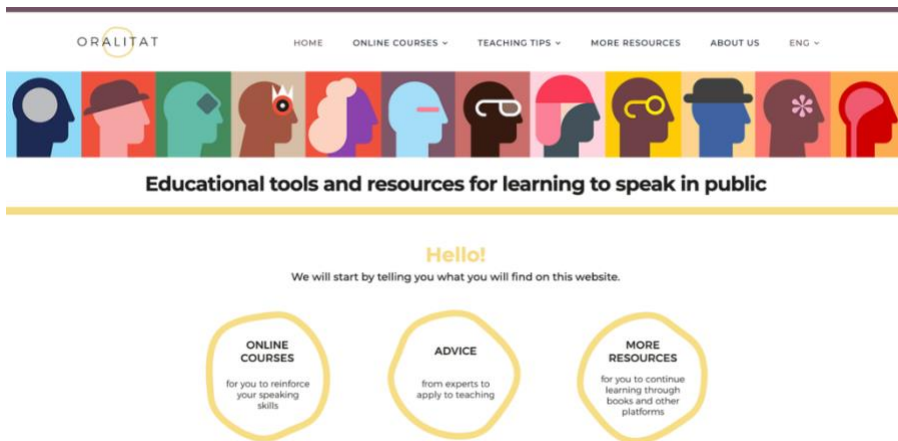 ORALITAT
HOME ONLINE COURSES TEACHING TIPS MORE RESOURCES ABOUT US ENG
Educational tools and resources for learning to speak in public
Hello!
We will start by telling you what you will find on this website.
ONLINE
COURSES
for you to reinforce
your speaking
skills
ADVICE
from experts to
apply to teaching
MORE
RESOURCES
for you to continue
learning through
books and other
platforms